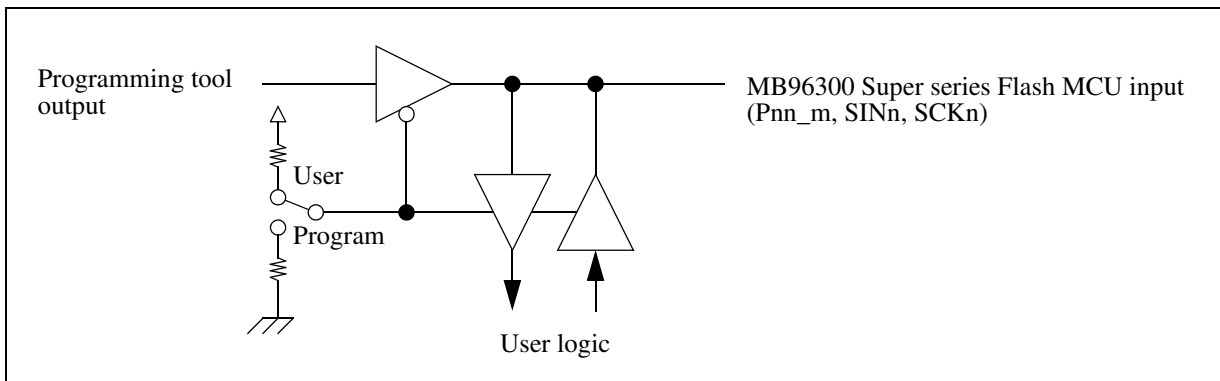 Programming tool
output
MB96300 Super series Flash MCU input
(Pnn_m, SINn, SCKn)
User
Program
User logic